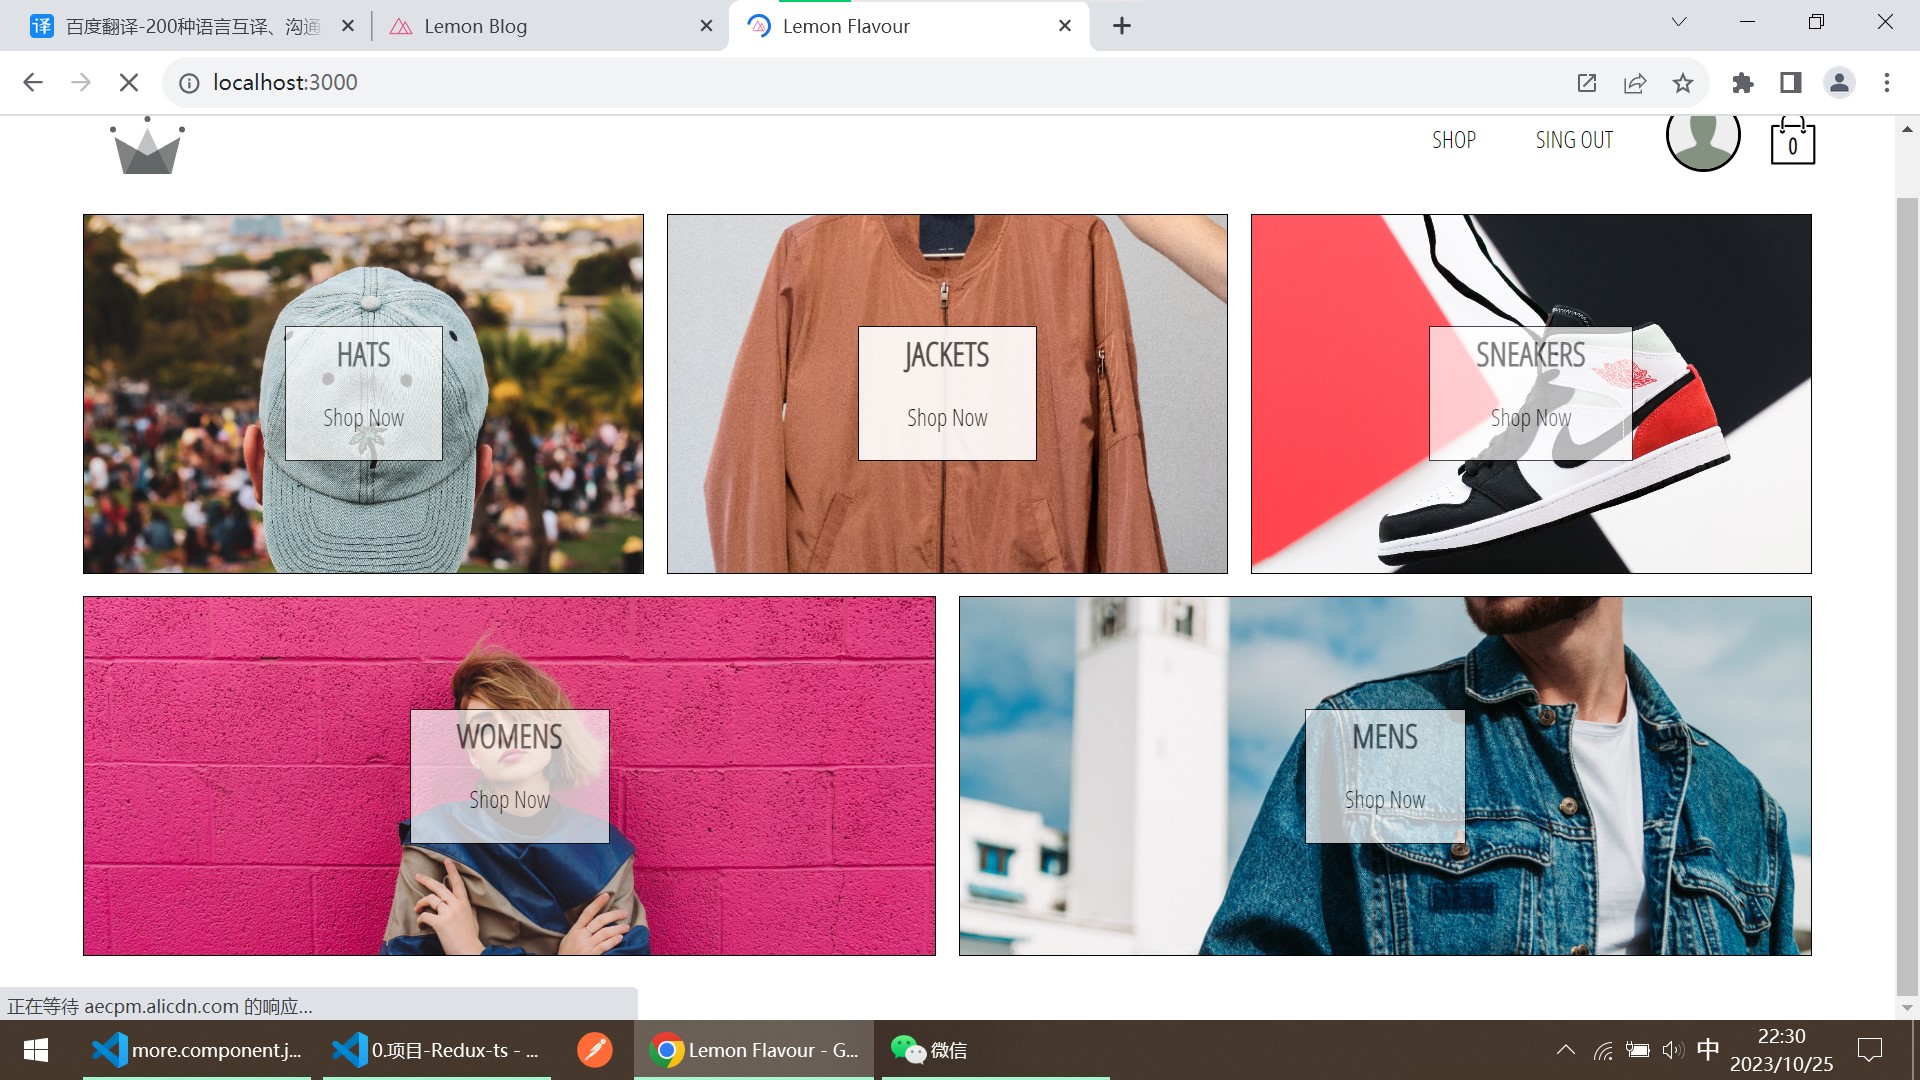 百度翻译-200种语言互译、沟通
Lemon Blog
Lemon Flavour
localhost:3000
SHOP
SING OUT
0
HATS
Shop Now
JACKETS
Shop Now
SNEAKERS
Shop Now
WOMENS
Shop Now
MENS
Shop Now
正在等待 aecpm.alicdn.com 的响应...
more.component.j...
0.项目-Redux-ts - ...
Lemon Flavour - G...
微信
中
22:30
2023/10/25